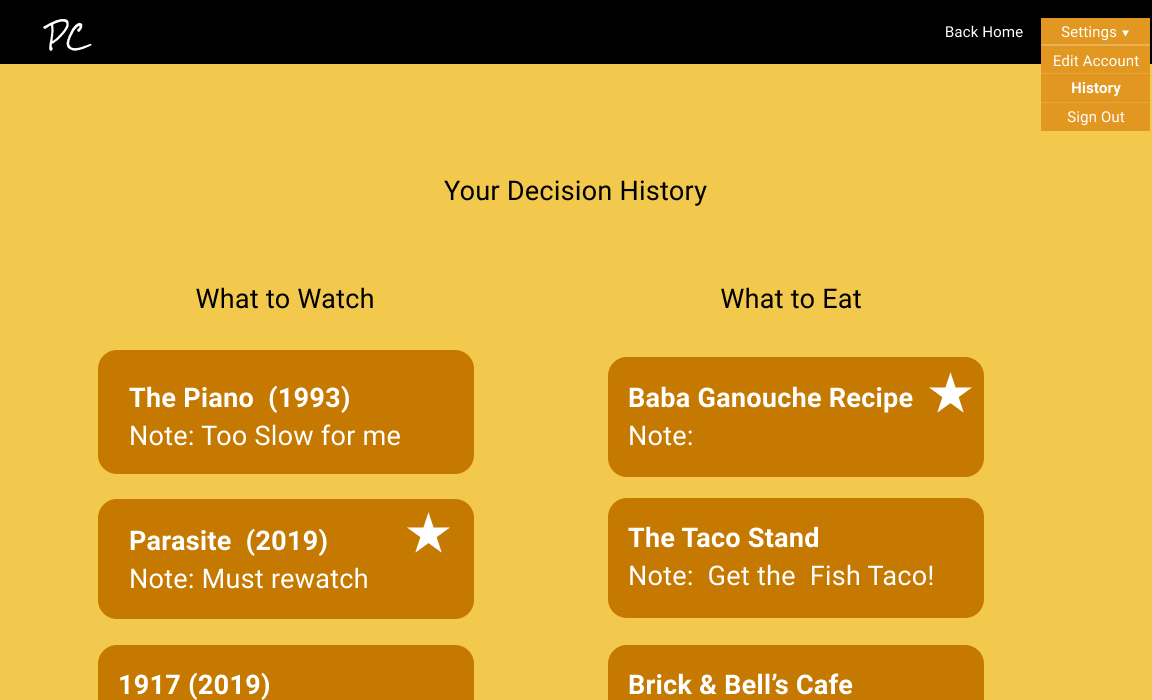 PC
Back Home
Settings ▾
Edit Account
History
Sign Out
Your Decision History
What to Watch
The Piano (1993)
Note: Too Slow for me
Parasite (2019)
Note: Must rewatch
1917 (2019)
What to Eat
Baba Ganouche Recipe
Note:
The Taco Stand
Note: Get the Fish Taco!
Brick & Bell’s Cafe